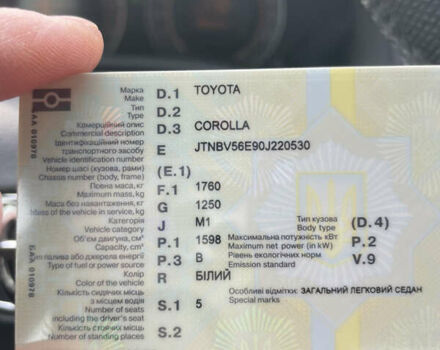 Марка D.1 TOYOTA
Make
Тип D.2
Type
Комерційний опис D.3 COROLLA
Commercial description
Ідентифікаційний номер
транспортного засобу E JTNBV56E90J220530
Vehicle identification number
Номер шасі (кузова, рами) (E.1)
Chassis number (body, frame)
Повна маса, кг F.1 1760
Maximum mass, kg
Маса без навантаження, кг G 1250
Mass of the vehicle in service, kg
Категорія J M1 Тип кузова (D.4)
Vehicle category Body type
Об'єм двигуна, см³ P.1 1598 Максимальна потужність кВт P.2
Capacity, cm³ Maximum net power (in kW)
ип палива або джерела енергії P.3 B Рівень екологічних норм V.9
Type of fuel or power source Emission standard
Колір R БІЛИЙ
Color of the vehicle
Кількість сидячих місць
з місцем водія S.1 5 Особливі відмітки: ЗАГАЛЬНИЙ ЛЕГКОВИЙ СЕДАН
Number of seats Special marks
including the driver's seat
Кількість стоячих місць S.2
Number of standing places
БАА 010978
БАА 010978